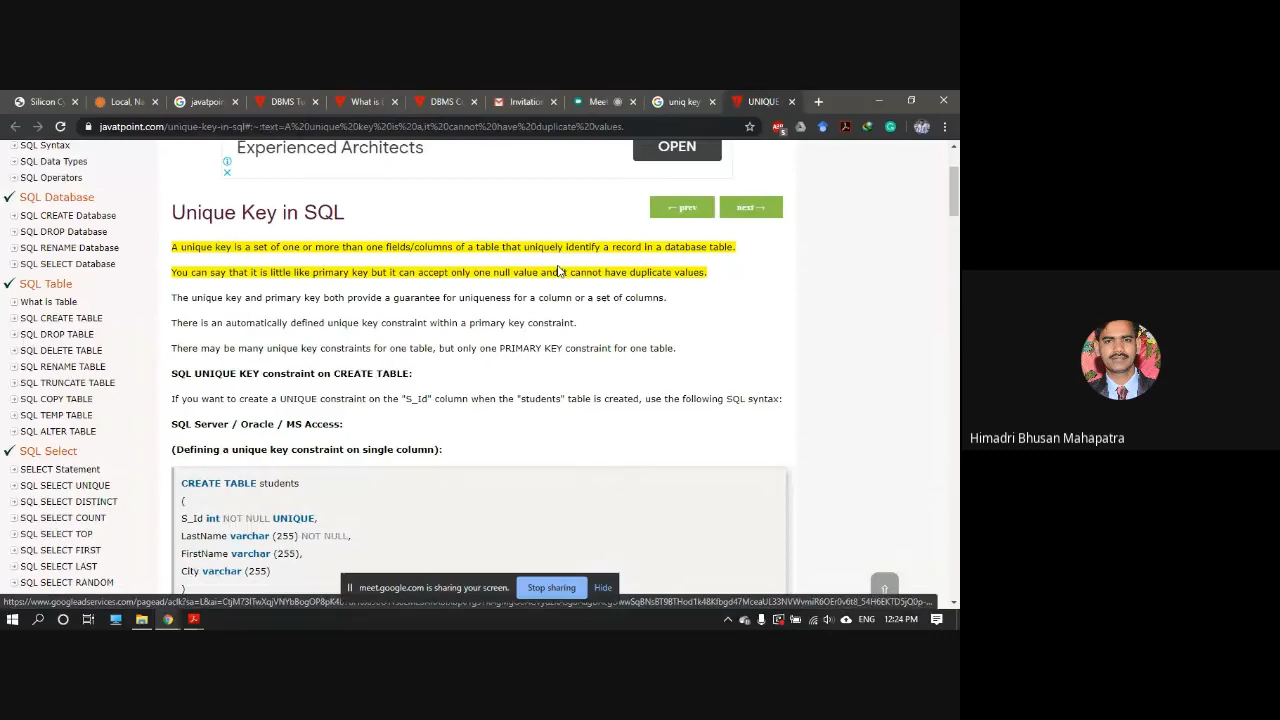 Silicon Cy
Local, Na
javatpoin
DBMS Tu
What is t
DBMS C
Invitation
Meet
uniq key
UNIQUE
javatpoint.com/unique-key-in-sql#:~:text=A%20unique%20key%20is%20a,it%20cannot%20have%20duplicate%20values.
SQL Syntax
SQL Data Types
SQL Operators
SQL Database
SQL CREATE Database
SQL DROP Database
SQL RENAME Database
SQL SELECT Database
SQL Table
What is Table
SQL CREATE TABLE
SQL DROP TABLE
SQL DELETE TABLE
SQL RENAME TABLE
SQL TRUNCATE TABLE
SQL COPY TABLE
SQL TEMP TABLE
SQL ALTER TABLE
SQL Select
SELECT Statement
SQL SELECT UNIQUE
SQL SELECT DISTINCT
SQL SELECT COUNT
SQL SELECT TOP
SQL SELECT FIRST
SQL SELECT LAST
SQL SELECT RANDOM
Experienced Architects
OPEN
Unique Key in SQL
← prev
next →
A unique key is a set of one or more than one fields/columns of a table that uniquely identify a record in a database table.
You can say that it is little like primary key but it can accept only one null value and it cannot have duplicate values.
The unique key and primary key both provide a guarantee for uniqueness for a column or a set of columns.
There is an automatically defined unique key constraint within a primary key constraint.
There may be many unique key constraints for one table, but only one PRIMARY KEY constraint for one table.
SQL UNIQUE KEY constraint on CREATE TABLE:
If you want to create a UNIQUE constraint on the "S_Id" column when the "students" table is created, use the following SQL syntax:
SQL Server / Oracle / MS Access:
(Defining a unique key constraint on single column):
CREATE TABLE students
(
S_Id int NOT NULL UNIQUE,
LastName varchar (255) NOT NULL,
FirstName varchar (255),
City varchar (255)
)
meet.google.com is sharing your screen.
Stop sharing
Hide
ENG
12:24 PM
Himadri Bhusan Mahapatra